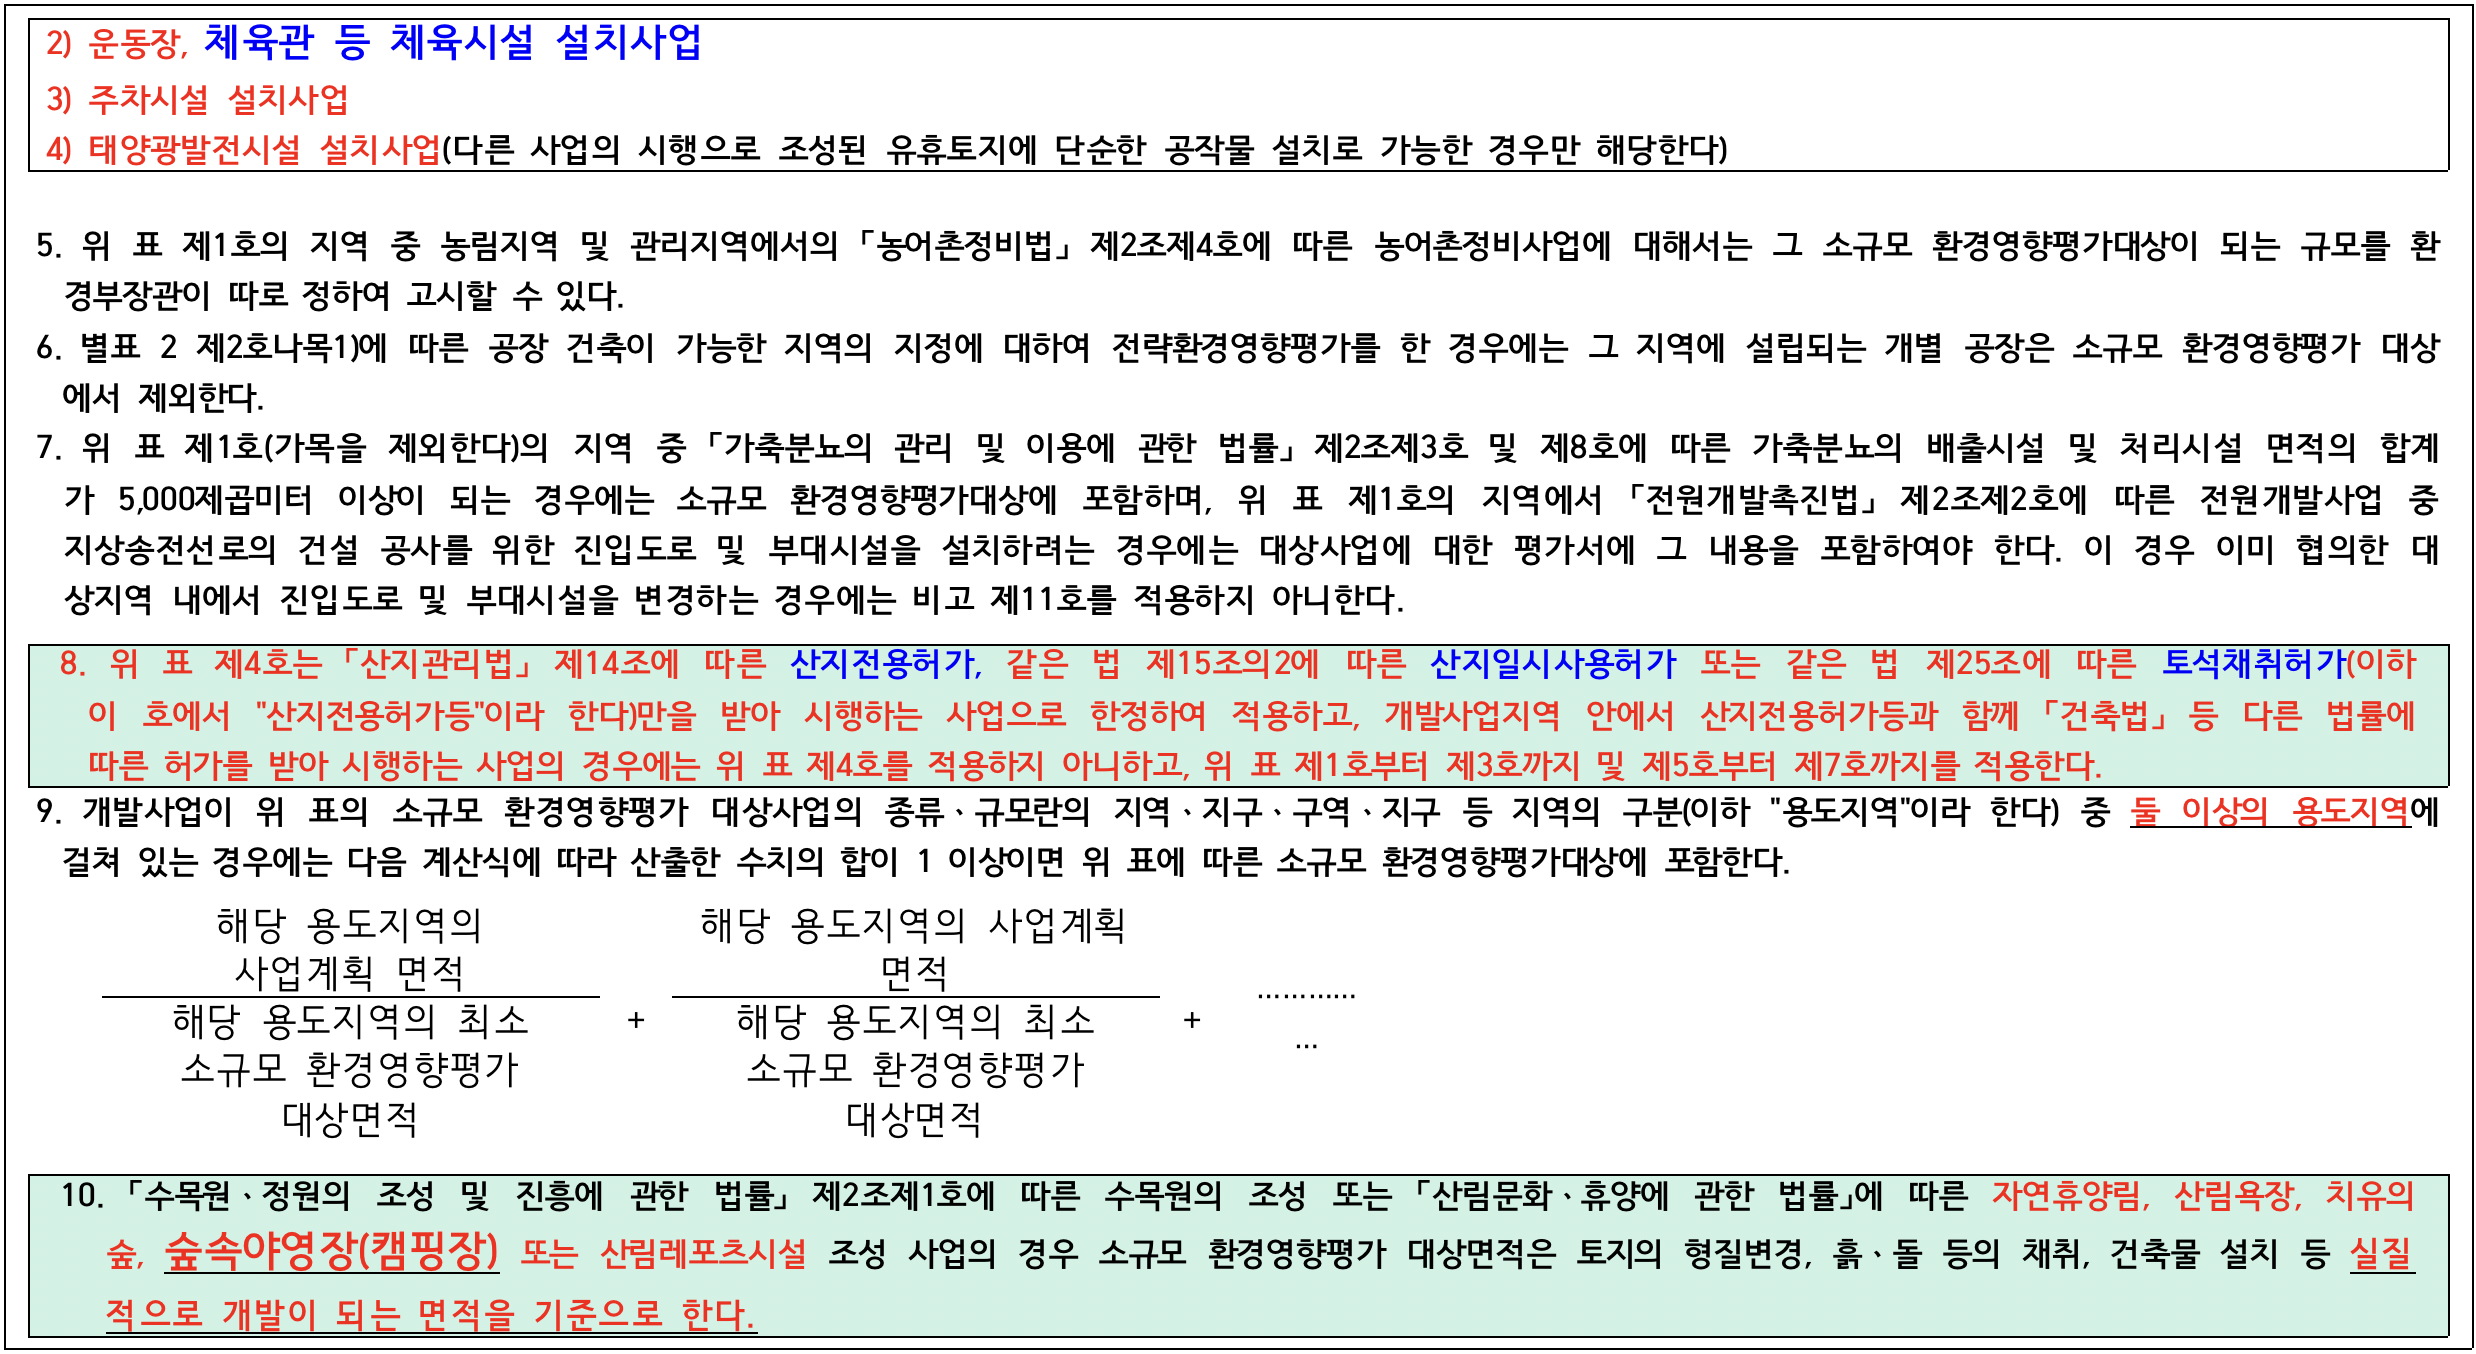 2) 운동장, 체육관 등 체육시설 설치사업
3) 주차시설 설치사업
4) 태양광발전시설 설치사업(다른 사업의 시행으로 조성된 유휴토지에 단순한 공작물 설치로 가능한 경우만 해당한다)
5. 위 표 제1호의 지역 중 농림지역 및 관리지역에서의 「농어촌정비법」 제2조제4호에 따른 농어촌정비사업에 대해서는 그 소규모 환경영향평가대상이 되는 규모를 환
경부장관이 따로 정하여 고시할 수 있다.
6. 별표 2 제2호나목1)에 따른 공장 건축이 가능한 지역의 지정에 대하여 전략환경영향평가를 한 경우에는 그 지역에 설립되는 개별 공장은 소규모 환경영향평가 대상
에서 제외한다.
7. 위 표 제1호(가목을 제외한다)의 지역 중 「가축분뇨의 관리 및 이용에 관한 법률」 제2조제3호 및 제8호에 따른 가축분뇨의 배출시설 및 처리시설 면적의 합계
가 5,000제곱미터 이상이 되는 경우에는 소규모 환경영향평가대상에 포함하며, 위 표 제1호의 지역에서 「전원개발촉진법」 제2조제2호에 따른 전원개발사업 중
지상송전선로의 건설 공사를 위한 진입도로 및 부대시설을 설치하려는 경우에는 대상사업에 대한 평가서에 그 내용을 포함하여야 한다. 이 경우 이미 협의한 대
상지역 내에서 진입도로 및 부대시설을 변경하는 경우에는 비고 제11호를 적용하지 아니한다.
8. 위 표 제4호는 「산지관리법」 제14조에 따른 산지전용허가, 같은 법 제15조의2에 따른 산지일시사용허가 또는 같은 법 제25조에 따른 토석채취허가(이하
이 호에서 "산지전용허가등"이라 한다)만을 받아 시행하는 사업으로 한정하여 적용하고, 개발사업지역 안에서 산지전용허가등과 함께 「건축법」 등 다른 법률에
따른 허가를 받아 시행하는 사업의 경우에는 위 표 제4호를 적용하지 아니하고, 위 표 제1호부터 제3호까지 및 제5호부터 제7호까지를 적용한다.
9. 개발사업이 위 표의 소규모 환경영향평가 대상사업의 종류ㆍ규모란의 지역ㆍ지구ㆍ구역ㆍ지구 등 지역의 구분(이하 "용도지역"이라 한다) 중 둘 이상의 용도지역에
걸쳐 있는 경우에는 다음 계산식에 따라 산출한 수치의 합이 1 이상이면 위 표에 따른 소규모 환경영향평가대상에 포함한다.
해당 용도지역의 해당 용도지역의 사업계획
사업계획 면적 면적
+ + …………
해당 용도지역의 최소 해당 용도지역의 최소
…
소규모 환경영향평가 소규모 환경영향평가
대상면적 대상면적
10. 「수목원ㆍ정원의 조성 및 진흥에 관한 법률」 제2조제1호에 따른 수목원의 조성 또는 「산림문화ㆍ휴양에 관한 법률」에 따른 자연휴양림, 산림욕장, 치유의
숲, 숲속야영장(캠핑장) 또는 산림레포츠시설 조성 사업의 경우 소규모 환경영향평가 대상면적은 토지의 형질변경, 흙ㆍ돌 등의 채취, 건축물 설치 등 실질
적으로 개발이 되는 면적을 기준으로 한다.